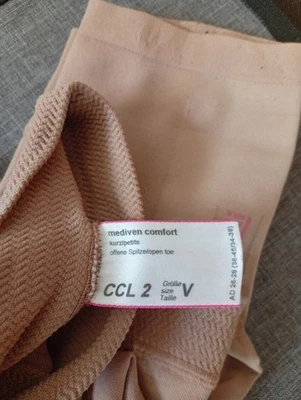 mediven comfort
kurz/petite
offene Spitze/open toe
CCL 2
Größe
size
Taille
V